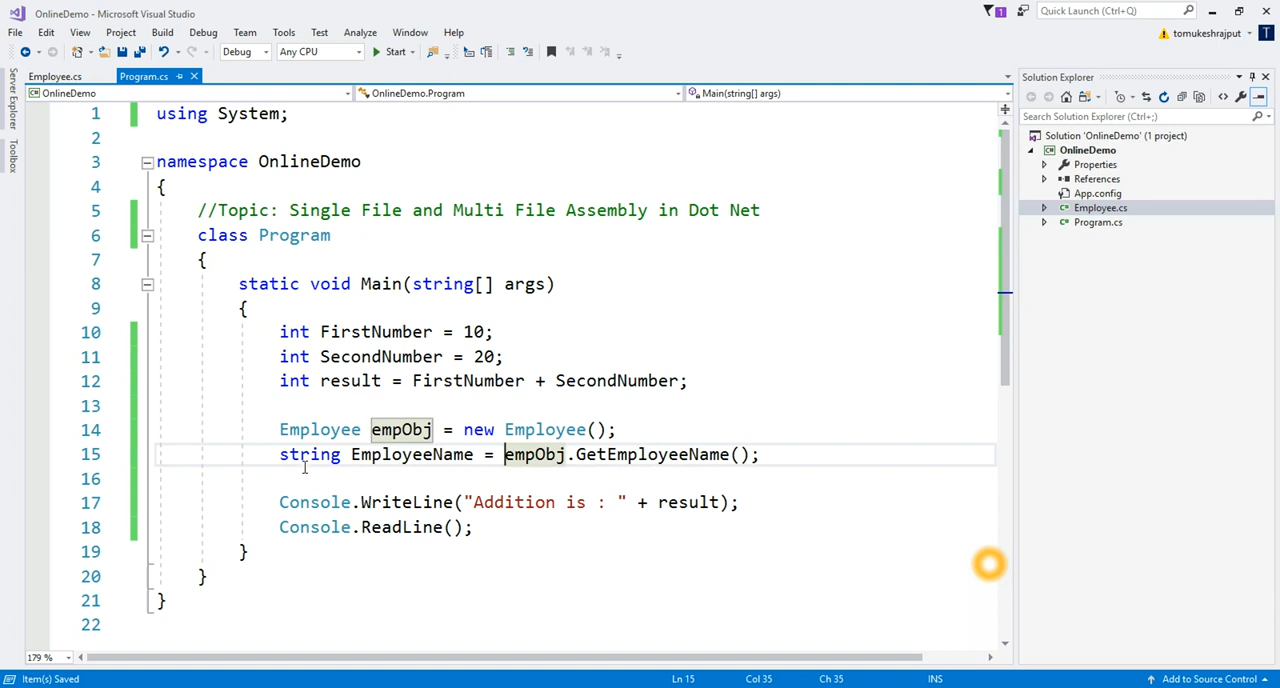 OnlineDemo - Microsoft Visual Studio
1
Quick Launch (Ctrl+Q)
File Edit View Project Build Debug Team Tools Test Analyze Window Help
tomukeshrajput
T
Debug Any CPU Start
Server Explorer
Toolbox
Employee.cs Program.cs
OnlineDemo OnlineDemo.Program Main(string[] args)
1 using System;
2
3 namespace OnlineDemo
4 {
5 //Topic: Single File and Multi File Assembly in Dot Net
6 class Program
7 {
8 static void Main(string[] args)
9 {
10 int FirstNumber = 10;
11 int SecondNumber = 20;
12 int result = FirstNumber + SecondNumber;
13
14 Employee empObj = new Employee();
15 string EmployeeName = empObj.GetEmployeeName();
16
17 Console.WriteLine("Addition is : " + result);
18 Console.ReadLine();
19 }
20 }
21 }
22
Solution Explorer
Search Solution Explorer (Ctrl+;)
Solution 'OnlineDemo' (1 project)
OnlineDemo
Properties
References
App.config
Employee.cs
Program.cs
179 %
Item(s) Saved Ln 15 Col 35 Ch 35 INS Add to Source Control